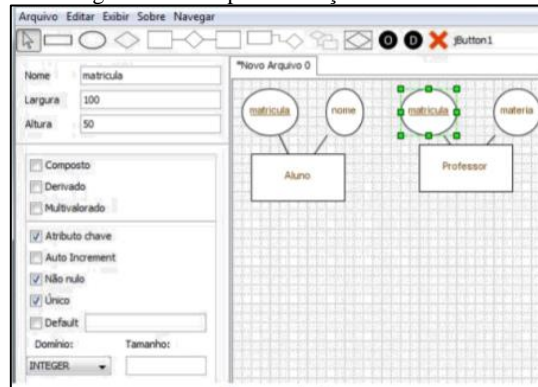 Arquivo Editar Exibir Sobre Navegar
O D jButton1
*Novo Arquivo 0
Nome matricula
Largura 100
Altura 50
Composto
Derivado
Multivalorado
Atributo chave
Auto Increment
Não nulo
Único
Default
Domínio: Tamanho:
INTEGER
matricula nome matricula materia
Aluno Professor